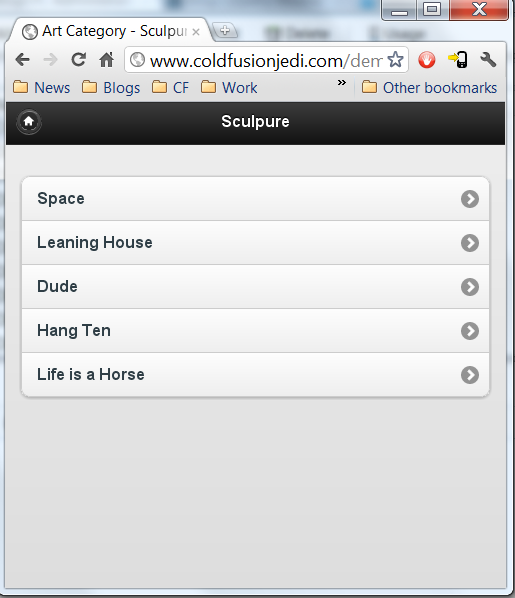 Art Category - Sculpu
www.coldfusionjedi.com/dem
News Blogs CF Work » Other bookmarks
Sculpure
Space
Leaning House
Dude
Hang Ten
Life is a Horse